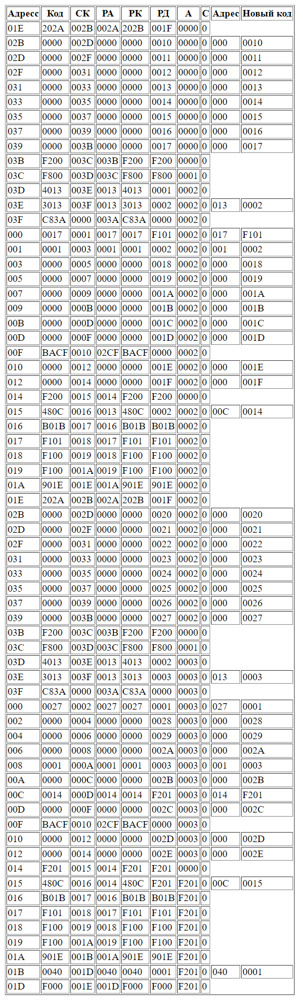 Адресс Код СК РА РК РД А С Адрес Новый код
01E 202A 002B 002A 202B 001F 0000 0
02B 0000 002D 0000 0000 0010 0000 0 000 0010
02D 0000 002F 0000 0000 0011 0000 0 000 0011
02F 0000 0031 0000 0000 0012 0000 0 000 0012
031 0000 0033 0000 0000 0013 0000 0 000 0013
033 0000 0035 0000 0000 0014 0000 0 000 0014
035 0000 0037 0000 0000 0015 0000 0 000 0015
037 0000 0039 0000 0000 0016 0000 0 000 0016
039 0000 003B 0000 0000 0017 0000 0 000 0017
03B F200 003C 003B F200 F200 0000 0
03C F800 003D 003C F800 F800 0001 0
03D 4013 003E 0013 4013 0001 0002 0
03E 3013 003F 0013 3013 0002 0002 0 013 0002
03F C83A 0000 003A C83A 0000 0002 0
000 0017 0001 0017 0017 F101 0002 0 017 F101
001 0001 0003 0001 0001 0002 0002 0 001 0002
003 0000 0005 0000 0000 0018 0002 0 000 0018
005 0000 0007 0000 0000 0019 0002 0 000 0019
007 0000 0009 0000 0000 001A 0002 0 000 001A
009 0000 000B 0000 0000 001B 0002 0 000 001B
00B 0000 000D 0000 0000 001C 0002 0 000 001C
00D 0000 000F 0000 0000 001D 0002 0 000 001D
00F BACF 0010 02CF BACF 0000 0002 0
010 0000 0012 0000 0000 001E 0002 0 000 001E
012 0000 0014 0000 0000 001F 0002 0 000 001F
014 F200 0015 0014 F200 F200 0000 0
015 480C 0016 0013 480C 0002 0002 0 00C 0014
016 B01B 0017 0016 B01B B01B 0002 0
017 F101 0018 0017 F101 F101 0002 0
018 F100 0019 0018 F100 F100 0002 0
019 F100 001A 0019 F100 F100 0002 0
01A 901E 001E 001A 901E 901E 0002 0
01E 202A 002B 002A 202B 001F 0002 0
02B 0000 002D 0000 0000 0020 0002 0 000 0020
02D 0000 002F 0000 0000 0021 0002 0 000 0021
02F 0000 0031 0000 0000 0022 0002 0 000 0022
031 0000 0033 0000 0000 0023 0002 0 000 0023
033 0000 0035 0000 0000 0024 0002 0 000 0024
035 0000 0037 0000 0000 0025 0002 0 000 0025
037 0000 0039 0000 0000 0026 0002 0 000 0026
039 0000 003B 0000 0000 0027 0002 0 000 0027
03B F200 003C 003B F200 F200 0000 0
03C F800 003D 003C F800 F800 0001 0
03D 4013 003E 0013 4013 0002 0003 0
03E 3013 003F 0013 3013 0003 0003 0 013 0003
03F C83A 0000 003A C83A 0000 0003 0
000 0027 0002 0027 0027 0001 0003 0 027 0001
002 0000 0004 0000 0000 0028 0003 0 000 0028
004 0000 0006 0000 0000 0029 0003 0 000 0029
006 0000 0008 0000 0000 002A 0003 0 000 002A
008 0001 000A 0001 0001 0003 0003 0 001 0003
00A 0000 000C 0000 0000 002B 0003 0 000 002B
00C 0014 000D 0014 0014 F201 0003 0 014 F201
00D 0000 000F 0000 0000 002C 0003 0 000 002C
00F BACF 0010 02CF BACF 0000 0003 0
010 0000 0012 0000 0000 002D 0003 0 000 002D
012 0000 0014 0000 0000 002E 0003 0 000 002E
014 F201 0015 0014 F201 F201 0000 0
015 480C 0016 0014 480C F201 F201 0 00C 0015
016 B01B 0017 0016 B01B B01B F201 0
017 F101 0018 0017 F101 F101 F201 0
018 F100 0019 0018 F100 F100 F201 0
019 F100 001A 0019 F100 F100 F201 0
01A 901E 001B 001A 901E 901E F201 0
01B 0040 001D 0040 0040 0001 F201 0 040 0001
01D F000 001E 001D F000 F000 F201 0